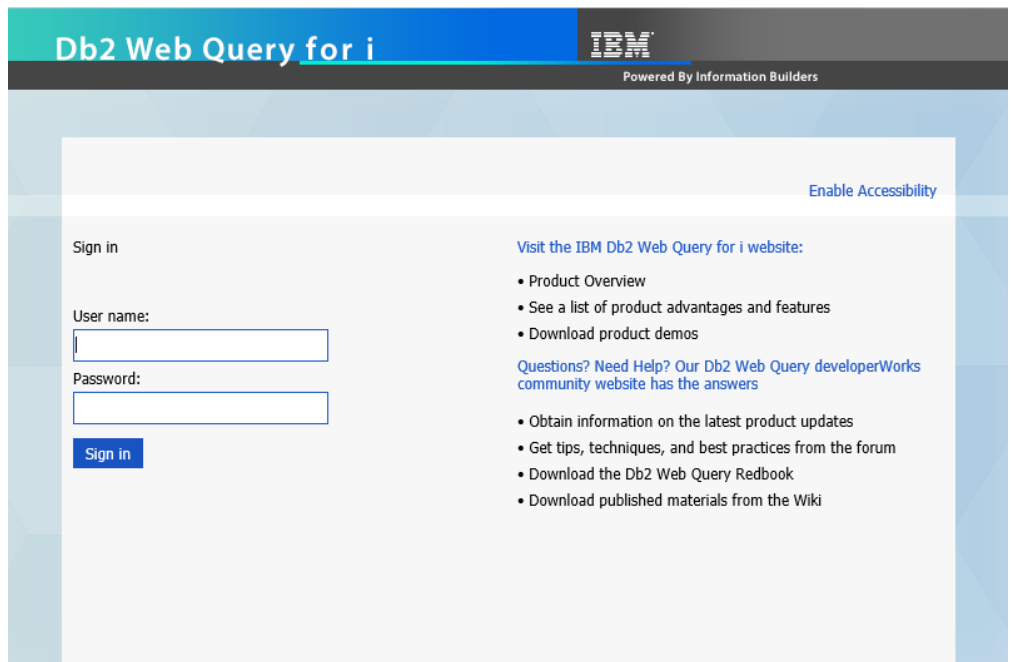 Db2 Web Query for i
IBM
Powered By Information Builders
Enable Accessibility
Sign in
User name:
Password:
Sign in
Visit the IBM Db2 Web Query for i website:
• Product Overview
• See a list of product advantages and features
• Download product demos
Questions? Need Help? Our Db2 Web Query developerWorks
community website has the answers
• Obtain information on the latest product updates
• Get tips, techniques, and best practices from the forum
• Download the Db2 Web Query Redbook
• Download published materials from the Wiki